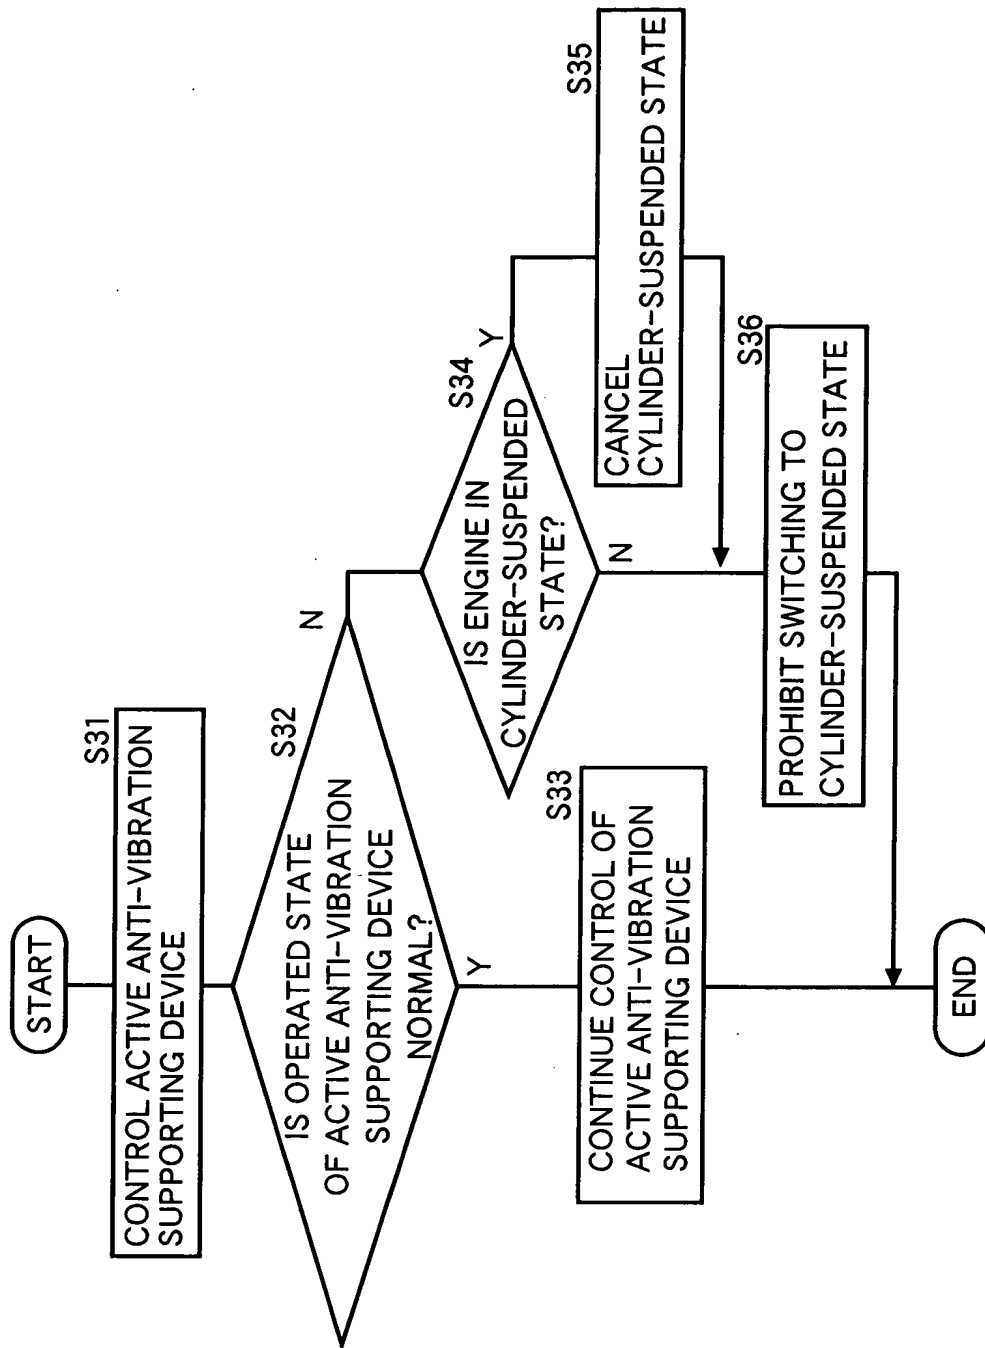 START
S31
CONTROL ACTIVE ANTI-VIBRATION
SUPPORTING DEVICE
S32
IS OPERATED STATE
OF ACTIVE ANTI-VIBRATION
SUPPORTING DEVICE
NORMAL?
N
Y
S34
IS ENGINE IN
CYLINDER-SUSPENDED
STATE?
Y
N
S33
CONTINUE CONTROL OF
ACTIVE ANTI-VIBRATION
SUPPORTING DEVICE
S35
CANCEL
CYLINDER-SUSPENDED STATE
S36
PROHIBIT SWITCHING TO
CYLINDER-SUSPENDED STATE
END